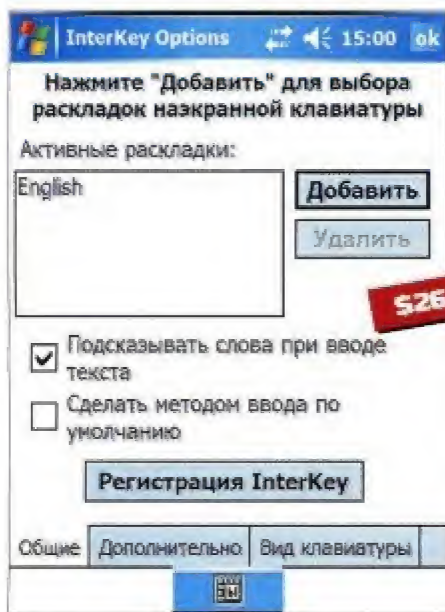 InterKey Options 15:00 ok
Нажмите "Добавить" для выбора
раскладок наэкранной клавиатуры
Активные раскладки:
English
Добавить
Удалить
$26
Подсказывать слова при вводе
текста
Сделать методом ввода по
умолчанию
Регистрация InterKey
Общие Дополнительно Вид клавиатуры